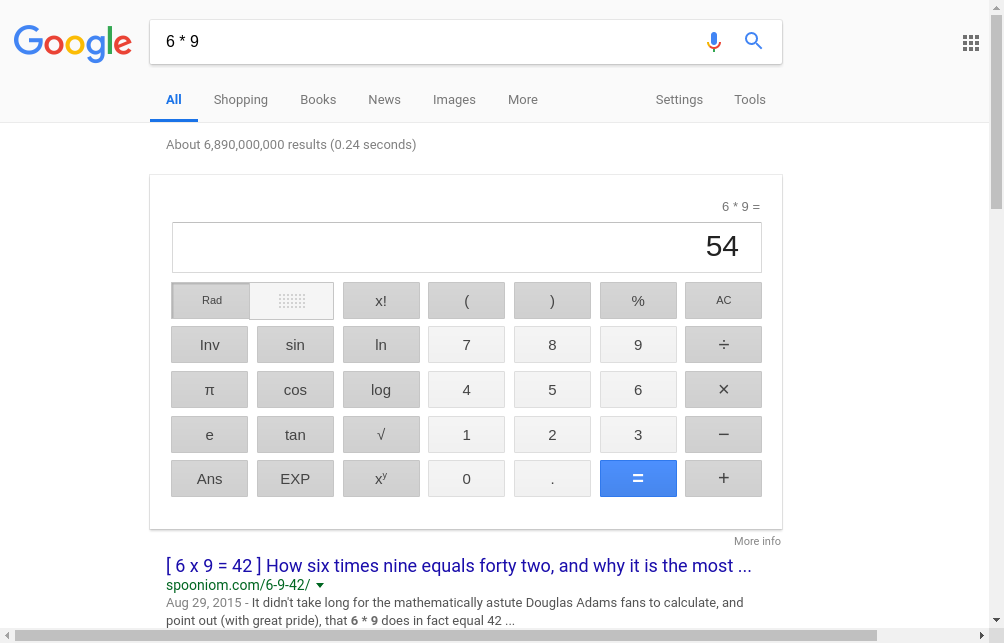 Google
6 * 9
All Shopping Books News Images More Settings Tools
About 6,890,000,000 results (0.24 seconds)
6 * 9 =
54
Rad x! ( ) % AC
Inv sin ln 7 8 9 ÷
π cos log 4 5 6 ×
e tan √ 1 2 3 −
Ans EXP xʸ 0 . = +
More info
[ 6 x 9 = 42 ] How six times nine equals forty two, and why it is the most ...
spooniom.com/6-9-42/
Aug 29, 2015 - It didn't take long for the mathematically astute Douglas Adams fans to calculate, and
point out (with great pride), that 6 * 9 does in fact equal 42 ...